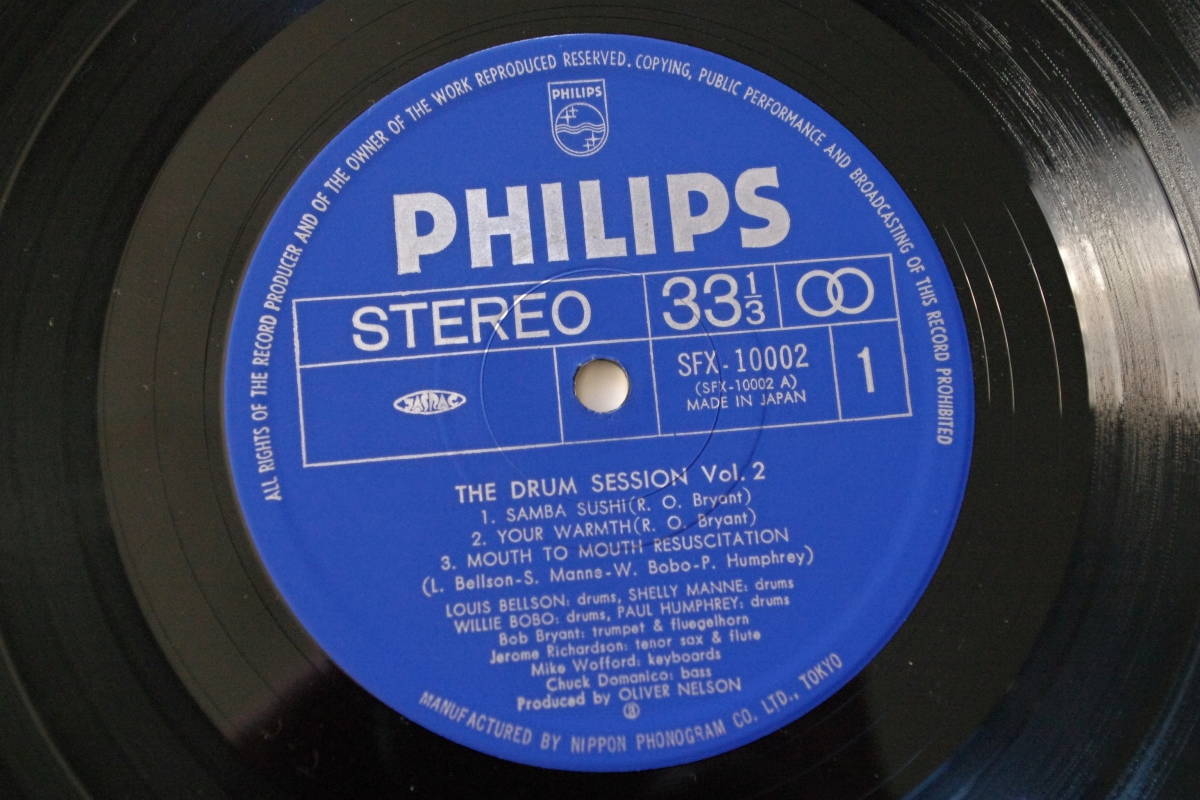 ALL RIGHTS OF THE RECORD PRODUCER AND OF THE OWNER OF THE WORK REPRODUCED RESERVED. COPYING, PUBLIC PERFORMANCE AND BROADCASTING OF THIS RECORD PROHIBITED
PHILIPS
PHILIPS
STEREO 33 1/3
SFX-10002
(SFX-10002 A)
MADE IN JAPAN
1
JASRAC
THE DRUM SESSION Vol. 2
1. SAMBA SUSHI(R. O. Bryant)
2. YOUR WARMTH(R. O. Bryant)
3. MOUTH TO MOUTH RESUSCITATION
(L. Bellson-S. Manne-W. Bobo-P. Humphrey)
LOUIS BELLSON: drums, SHELLY MANNE: drums
WILLIE BOBO: drums, PAUL HUMPHREY: drums
Bob Bryant: trumpet & fluegelhorn
Jerome Richardson: tenor sax & flute
Mike Wofford: keyboards
Chuck Domanico: bass
Produced by OLIVER NELSON
MANUFACTURED BY NIPPON PHONOGRAM CO. LTD., TOKYO